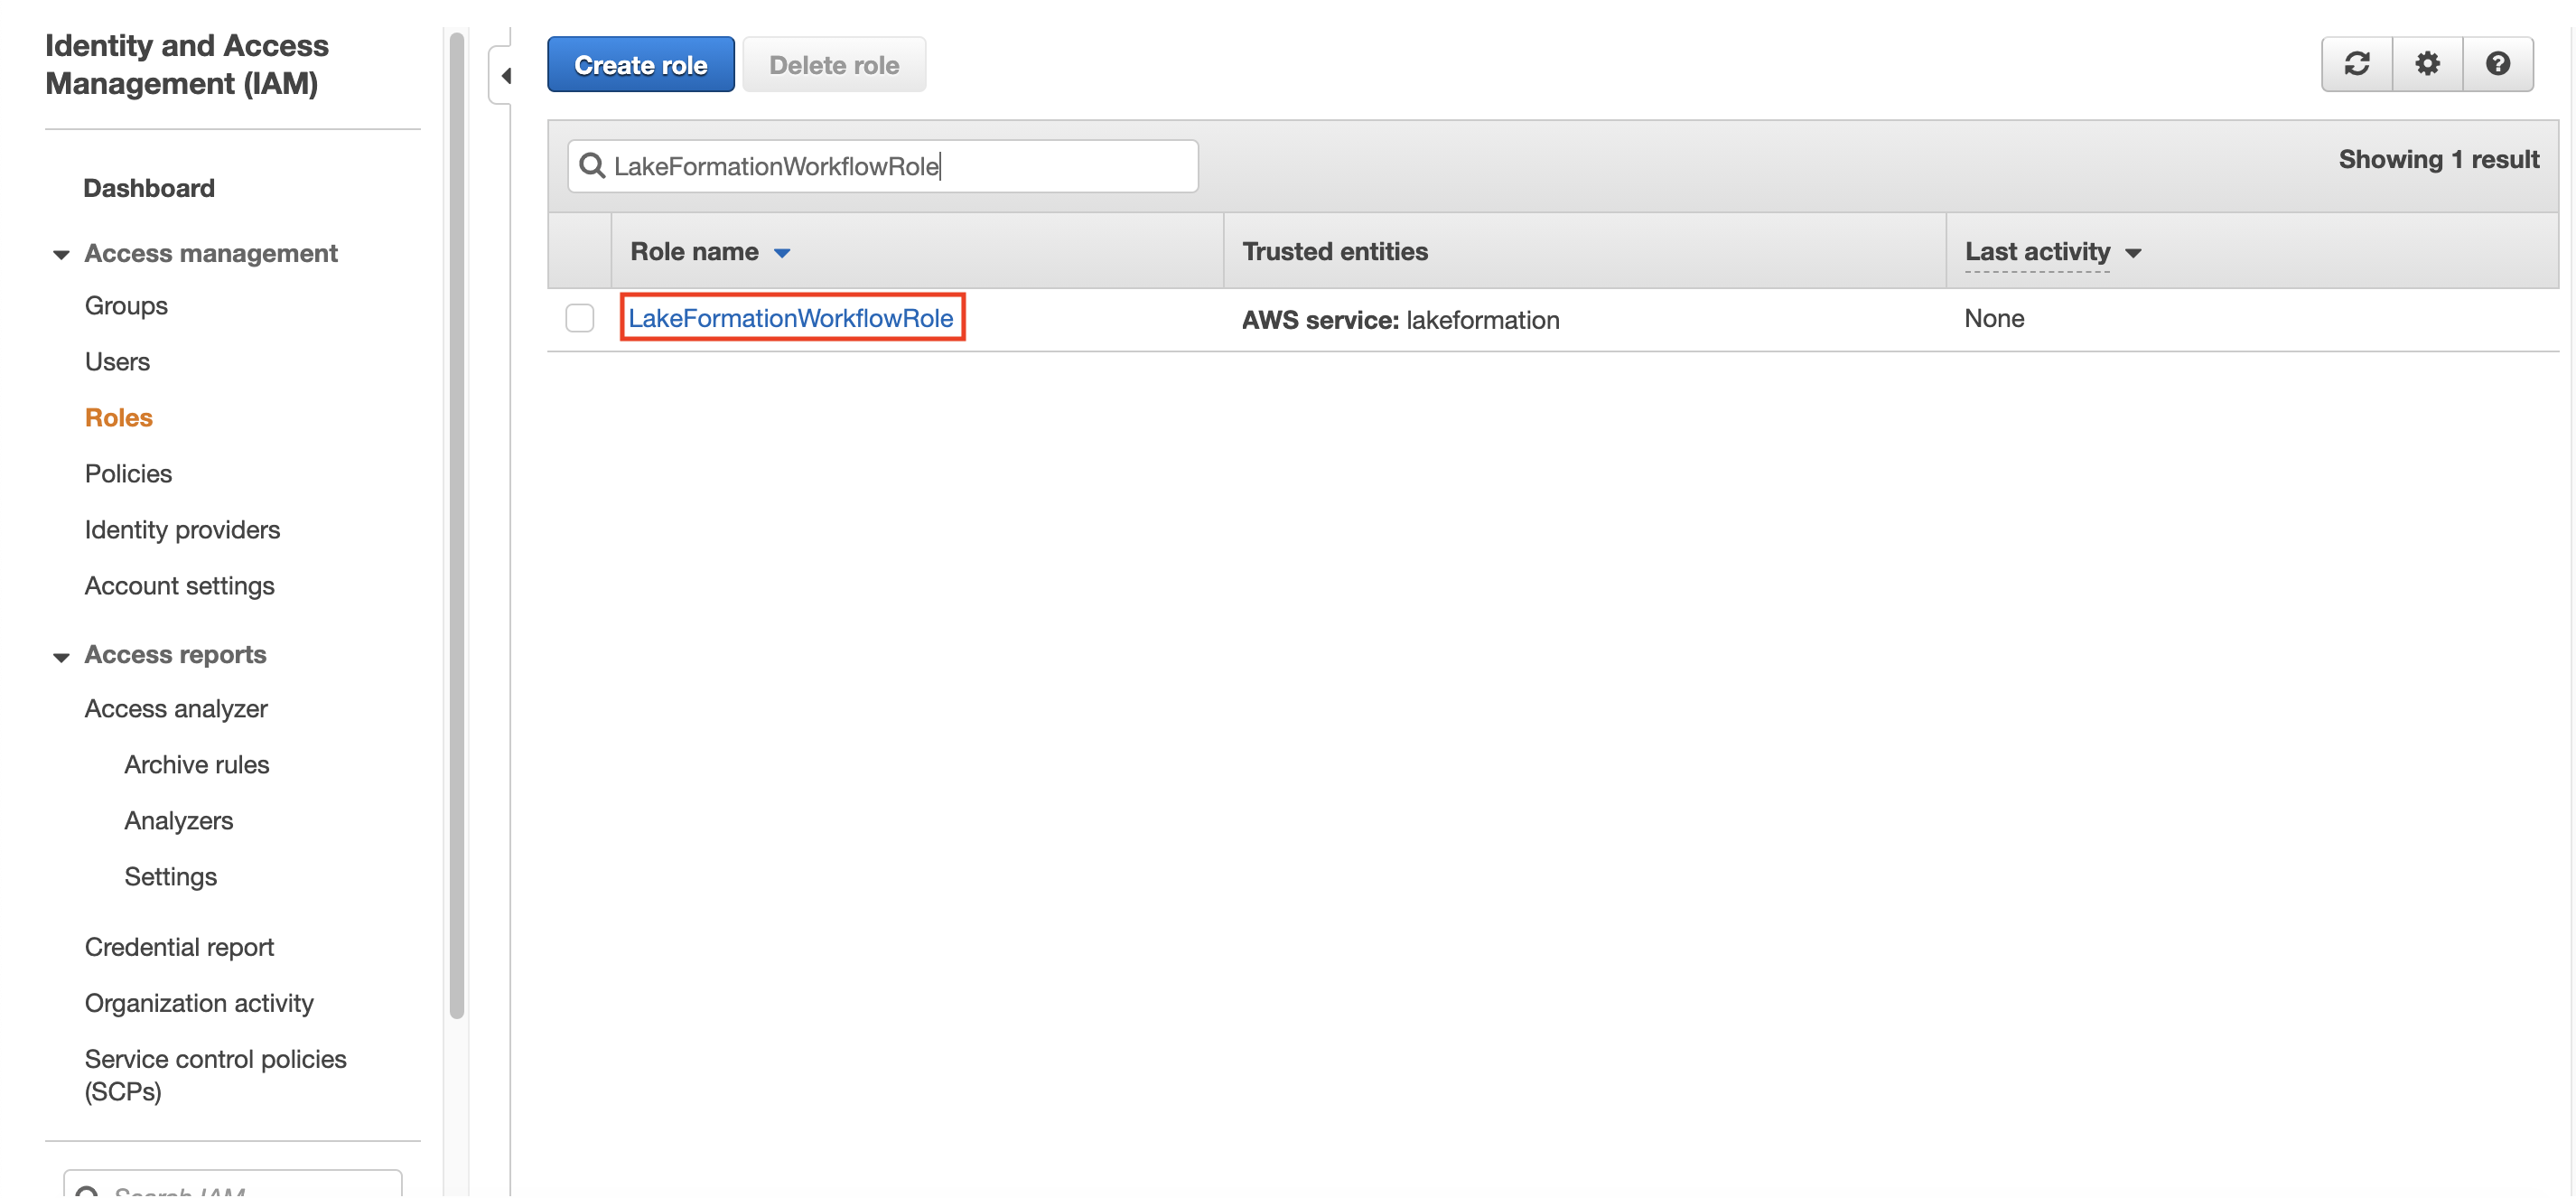 Identity and Access
Management (IAM)
Dashboard
Access management
Groups
Users
Roles
Policies
Identity providers
Account settings
Access reports
Access analyzer
Archive rules
Analyzers
Settings
Credential report
Organization activity
Service control policies
(SCPs)
Search IAM
Create role
Delete role
LakeFormationWorkflowRole
Showing 1 result
Role name
Trusted entities
Last activity
LakeFormationWorkflowRole
AWS service: lakeformation
None